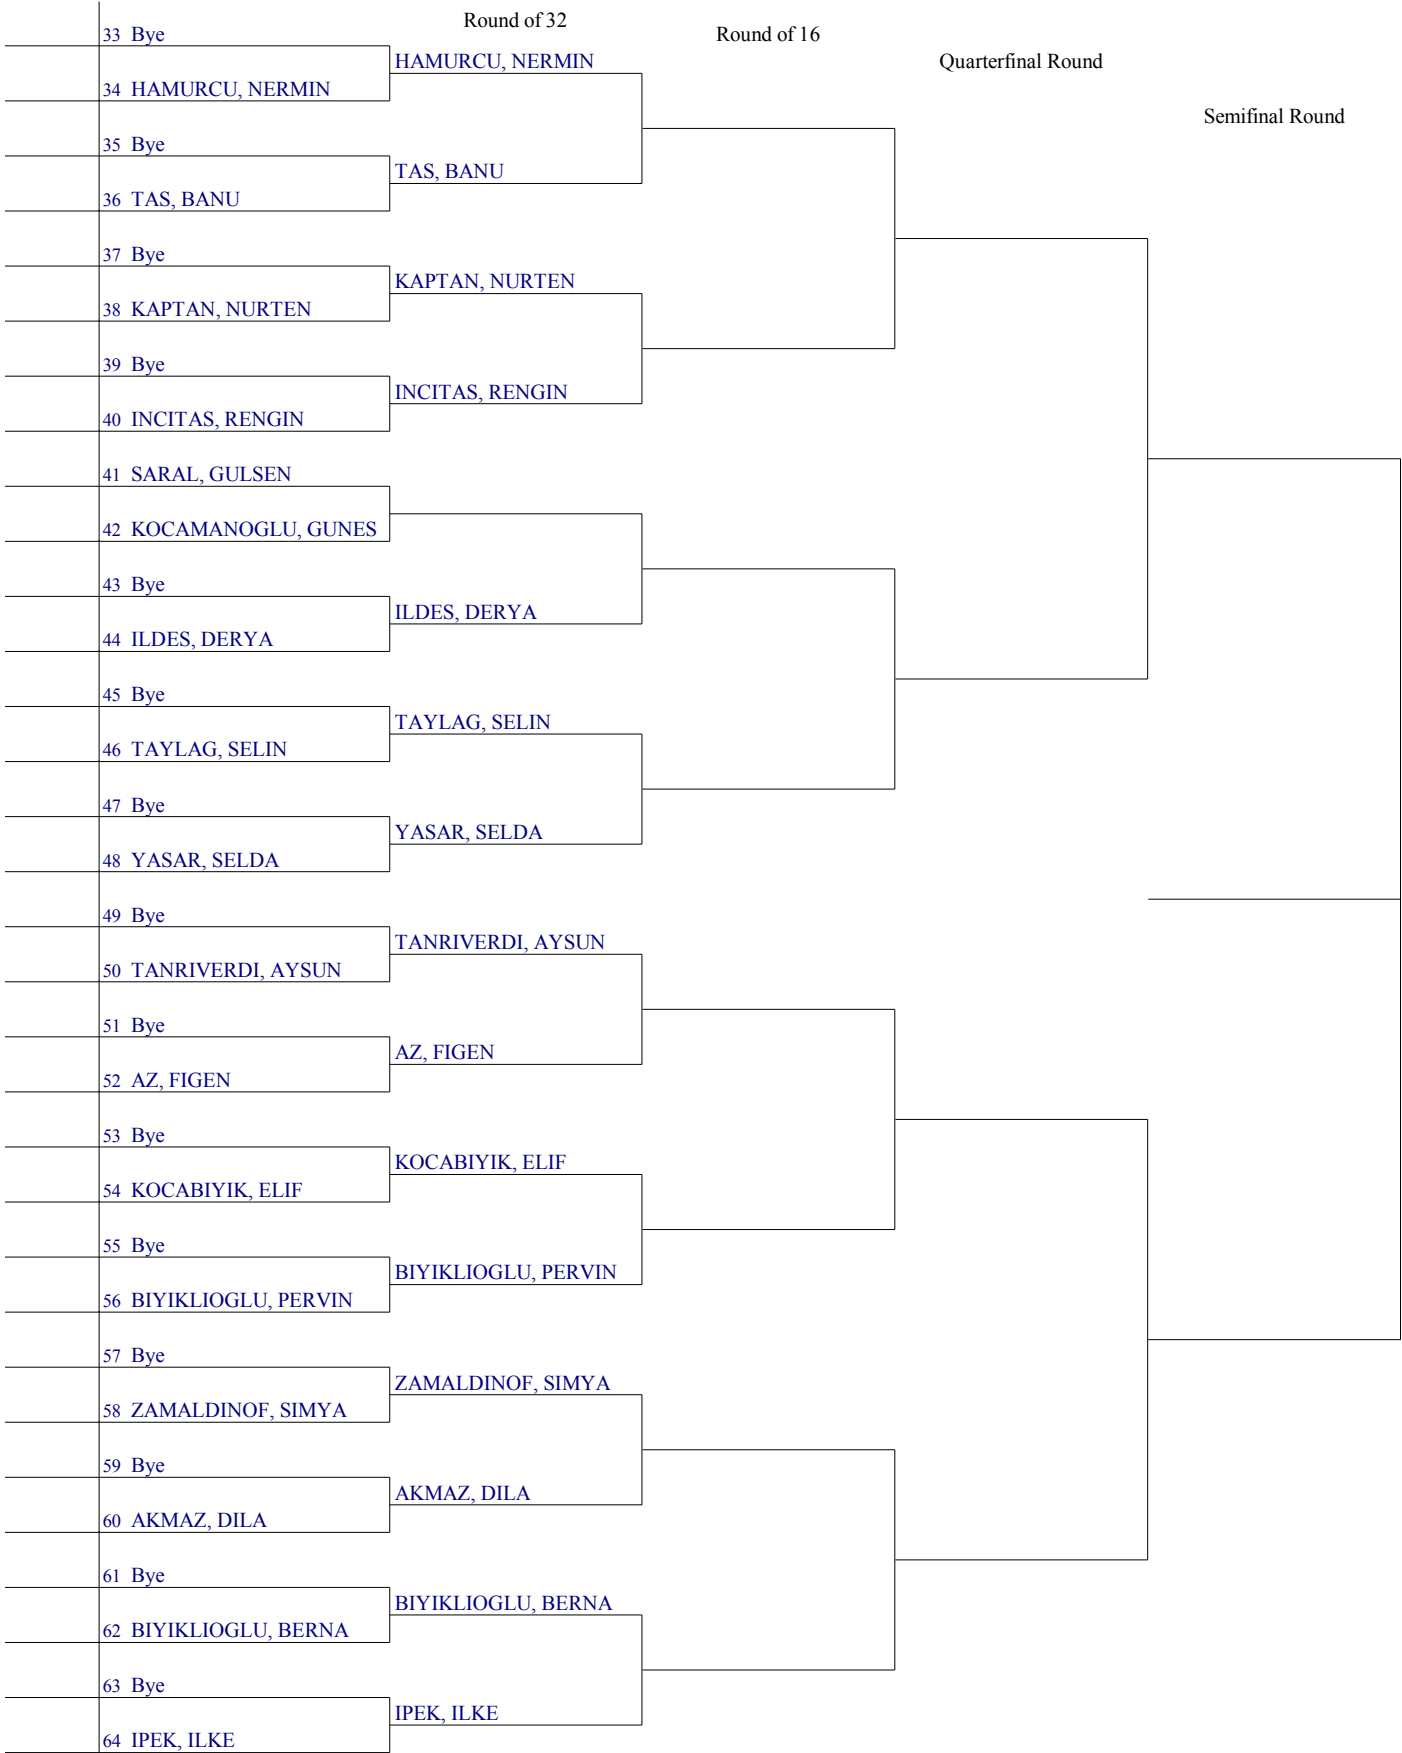 Round of 32
Round of 16
Quarterfinal Round
Semifinal Round
33 Bye
HAMURCU, NERMIN
34 HAMURCU, NERMIN
35 Bye
TAS, BANU
36 TAS, BANU
37 Bye
KAPTAN, NURTEN
38 KAPTAN, NURTEN
39 Bye
INCITAS, RENGIN
40 INCITAS, RENGIN
41 SARAL, GULSEN
42 KOCAMANOGLU, GUNES
43 Bye
ILDES, DERYA
44 ILDES, DERYA
45 Bye
TAYLAG, SELIN
46 TAYLAG, SELIN
47 Bye
YASAR, SELDA
48 YASAR, SELDA
49 Bye
TANRIVERDI, AYSUN
50 TANRIVERDI, AYSUN
51 Bye
AZ, FIGEN
52 AZ, FIGEN
53 Bye
KOCABIYIK, ELIF
54 KOCABIYIK, ELIF
55 Bye
BIYIKLIOGLU, PERVIN
56 BIYIKLIOGLU, PERVIN
57 Bye
ZAMALDINOF, SIMYA
58 ZAMALDINOF, SIMYA
59 Bye
AKMAZ, DILA
60 AKMAZ, DILA
61 Bye
BIYIKLIOGLU, BERNA
62 BIYIKLIOGLU, BERNA
63 Bye
IPEK, ILKE
64 IPEK, ILKE